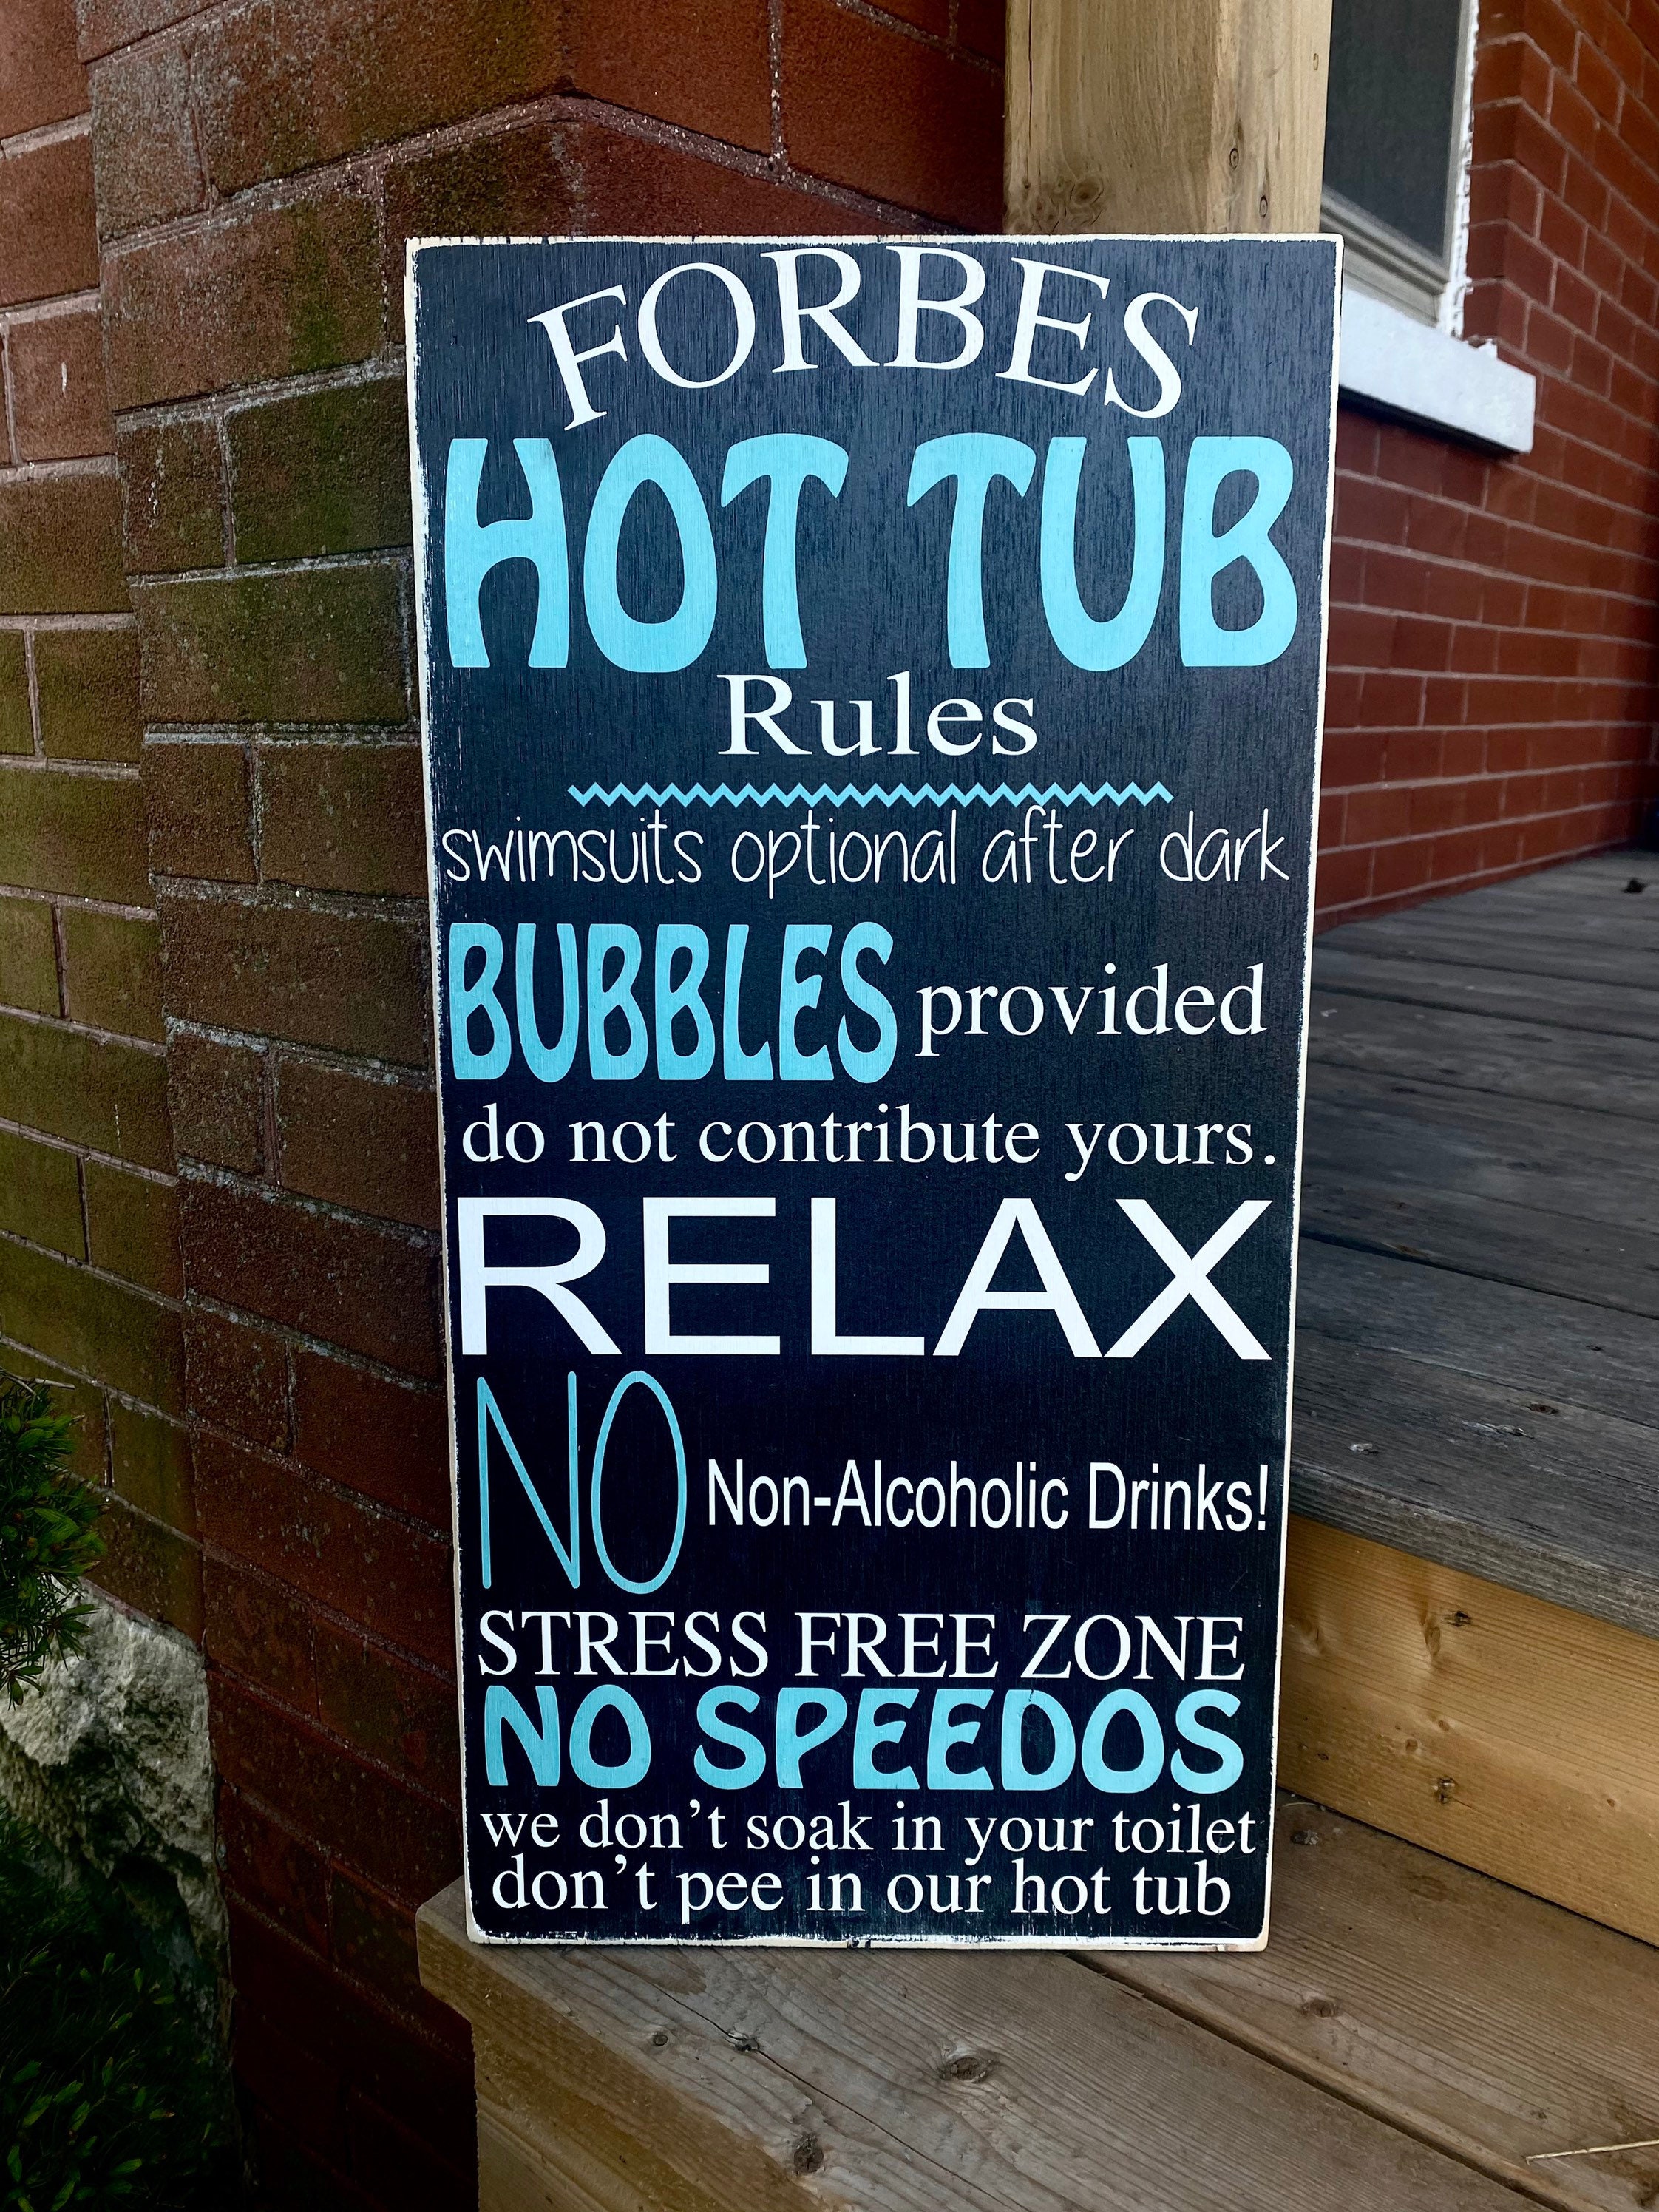 FORBES
HOT TUB
Rules
swimsuits optional after dark
BUBBLES provided
do not contribute yours.
RELAX
NO Non-Alcoholic Drinks!
STRESS FREE ZONE
NO SPEEDOS
we don't soak in your toilet
don't pee in our hot tub